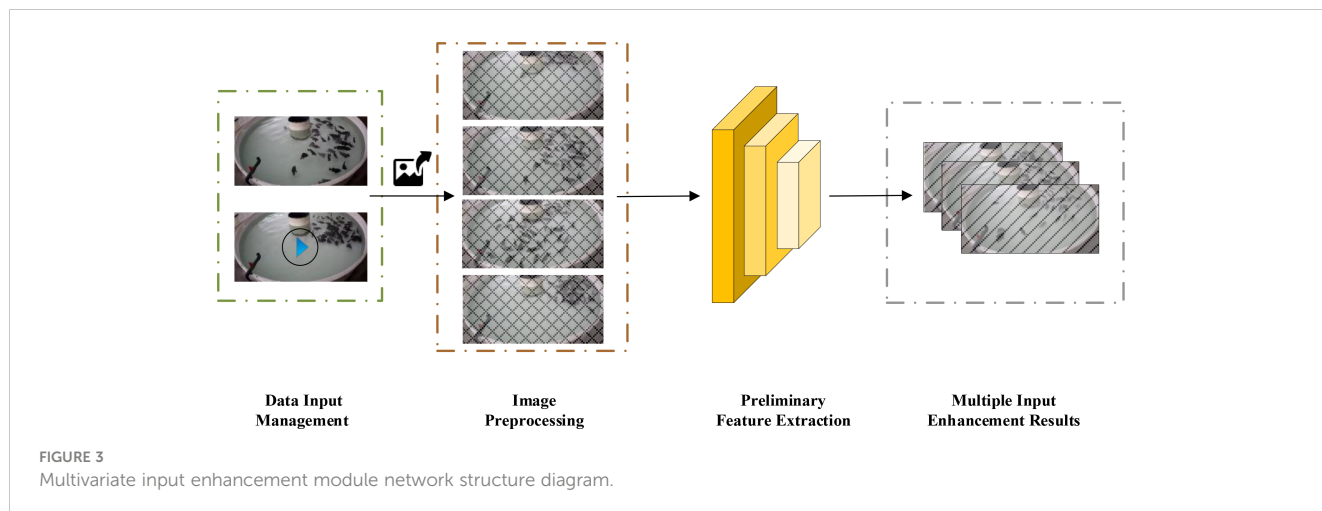 Data Input
Management
Image
Preprocessing
Preliminary
Feature Extraction
Multiple Input
Enhancement Results
FIGURE 3
Multivariate input enhancement module network structure diagram.